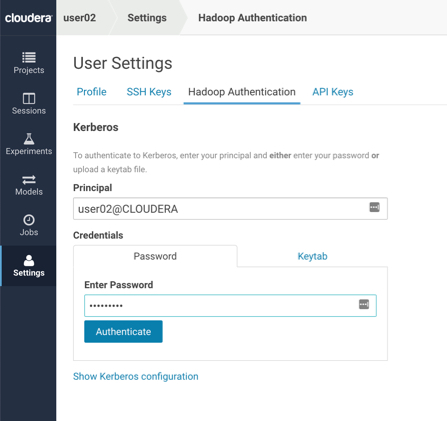 cloudera
user02 Settings Hadoop Authentication
Projects
Sessions
Experiments
Models
Jobs
Settings
User Settings
Profile SSH Keys Hadoop Authentication API Keys
Kerberos
To authenticate to Kerberos, enter your principal and either enter your password or
upload a keytab file.
Principal
user02@CLOUDERA
Credentials
Password Keytab
Enter Password
•••••••••
Authenticate
Show Kerberos configuration